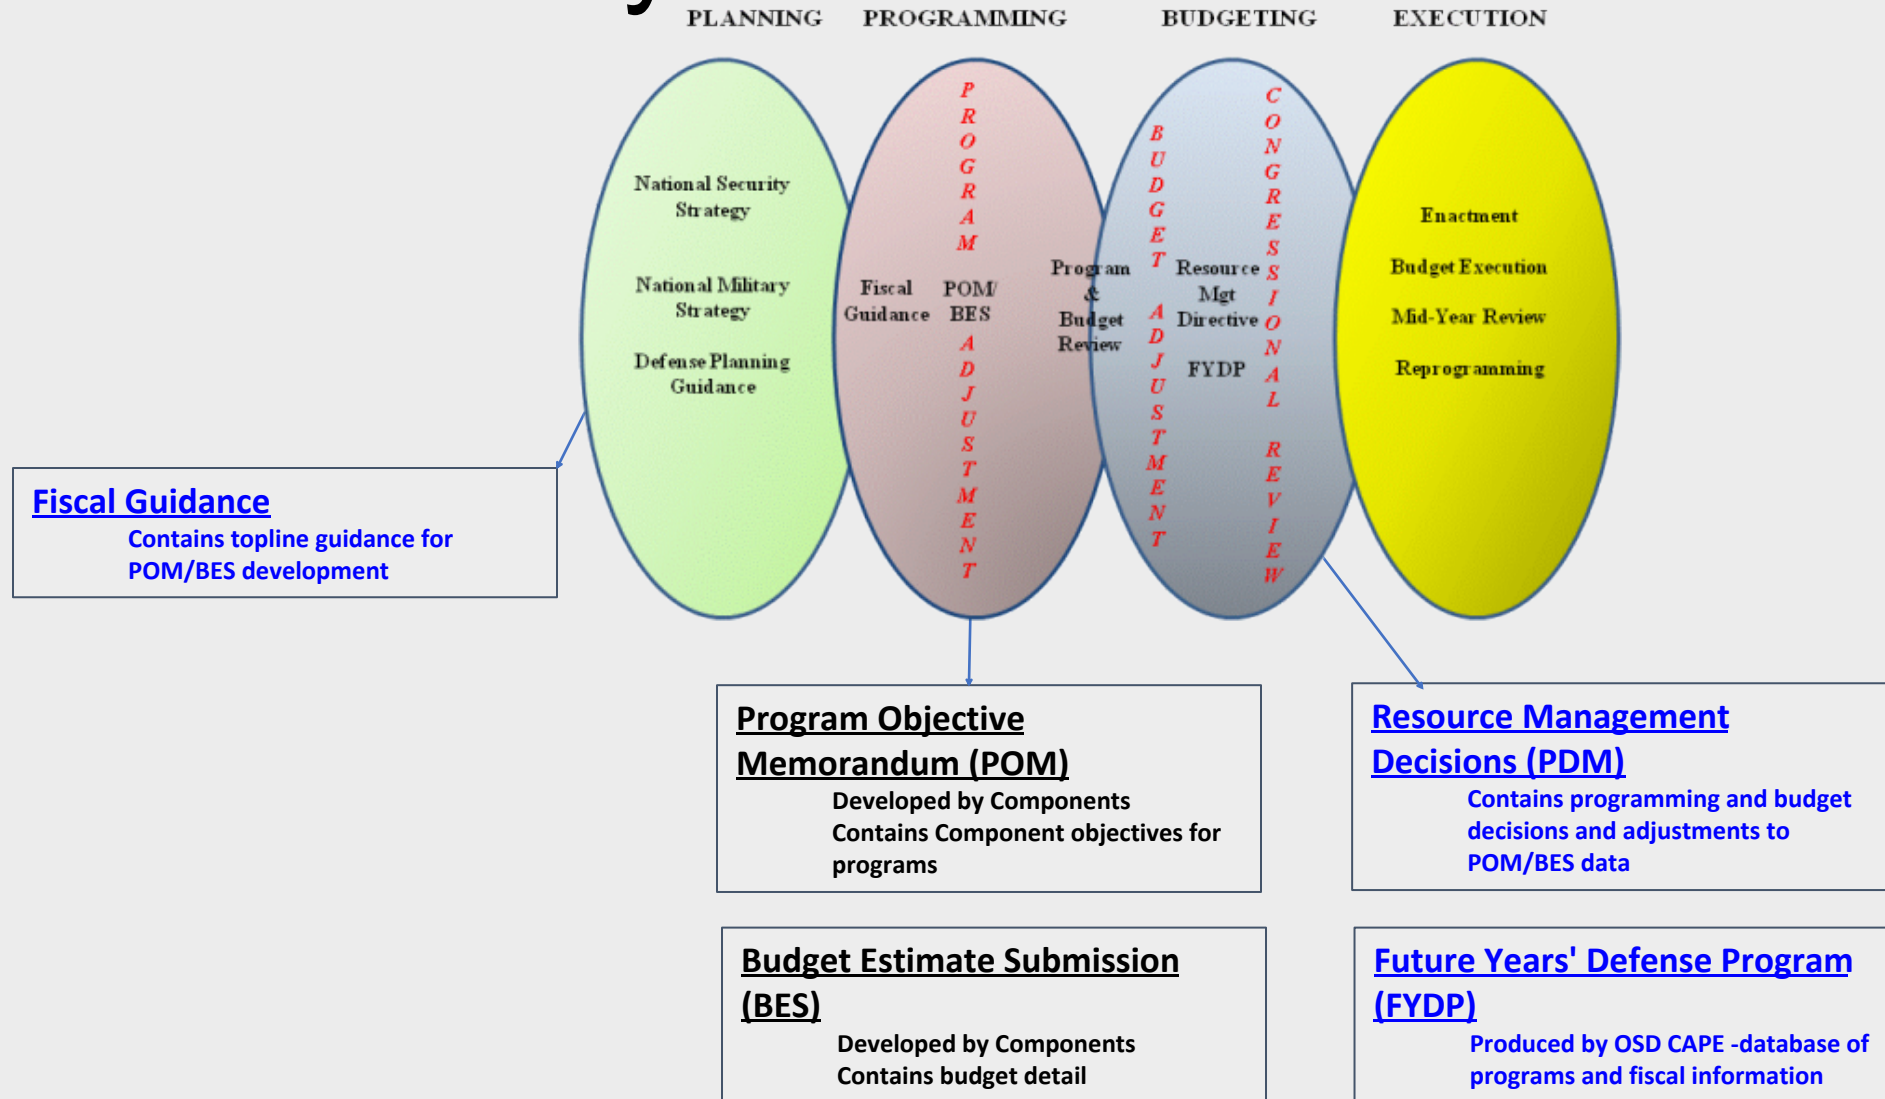 y
PLANNING
PROGRAMMING
BUDGETING
EXECUTION
National Security
Strategy
National Military
Strategy
Defense Planning
Guidance
PROGRAM
ADJUSTMENT
Fiscal
Guidance
POM/
BES
Program
&
Budget
Review
BUDGET ADJUSTMENT
Resource
Mgt
Directive
FYDP
CONGRESSIONAL REVIEW
Enactment
Budget Execution
Mid-Year Review
Reprogramming
Fiscal Guidance
Contains topline guidance for
POM/BES development
Program Objective
Memorandum (POM)
Developed by Components
Contains Component objectives for
programs
Resource Management
Decisions (PDM)
Contains programming and budget
decisions and adjustments to
POM/BES data
Budget Estimate Submission
(BES)
Developed by Components
Contains budget detail
Future Years' Defense Program
(FYDP)
Produced by OSD CAPE -database of
programs and fiscal information